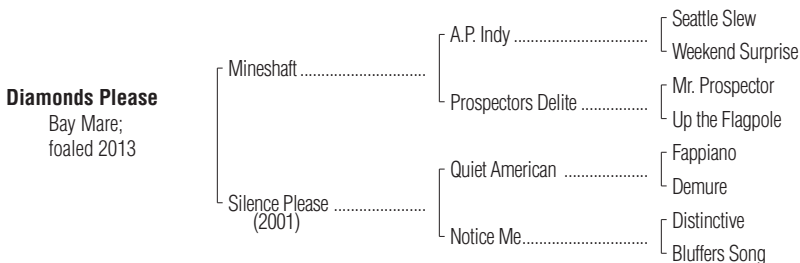 Seattle Slew
A.P. Indy ................................
Weekend Surprise
Mineshaft ..............................
Mr. Prospector
Prospectors Delite ................
Up the Flagpole
Diamonds Please
Bay Mare;
foaled 2013
Fappiano
Quiet American ....................
Demure
Silence Please ......................
(2001)
Distinctive
Notice Me..............................
Bluffers Song